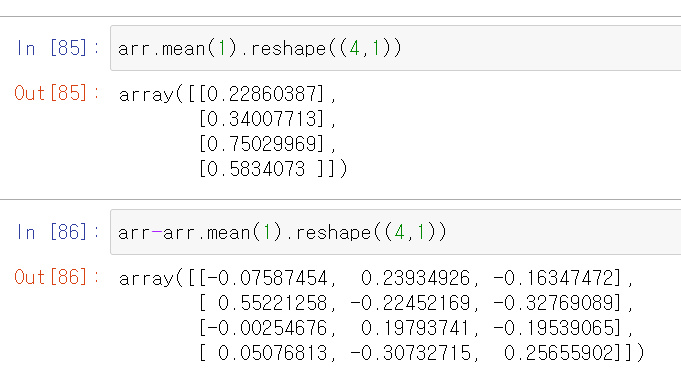 In [85]: arr.mean(1).reshape((4,1))
Out[85]: array([[0.22860387],
[0.34007713],
[0.75029969],
[0.5834073 ]])
In [86]: arr-arr.mean(1).reshape((4,1))
Out[86]: array([[-0.07587454,  0.23934926, -0.16347472],
[ 0.55221258, -0.22452169, -0.32769089],
[-0.00254676,  0.19793741, -0.19539065],
[ 0.05076813, -0.30732715,  0.25655902]])